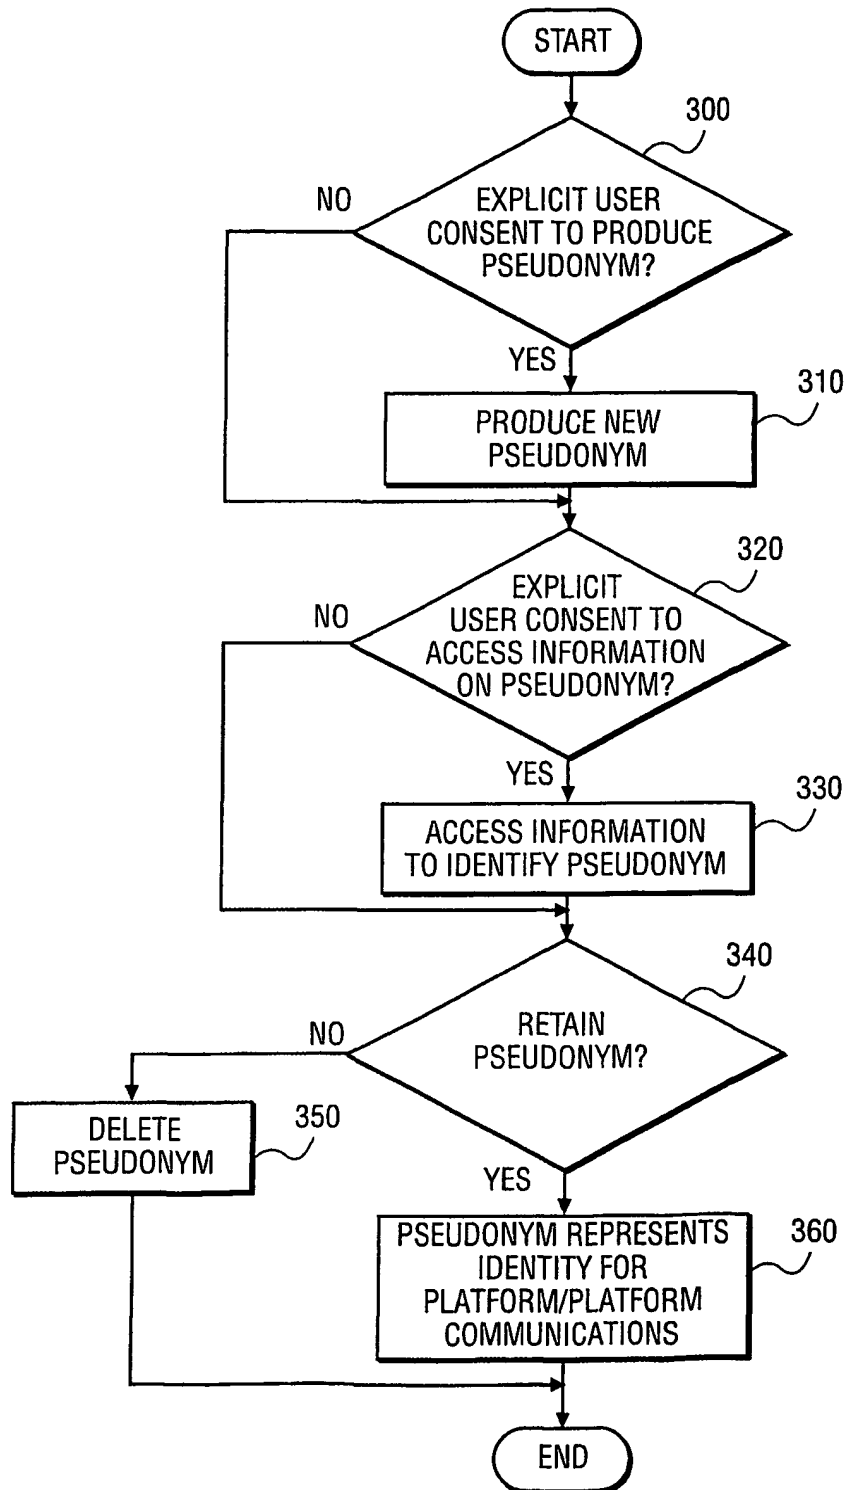 START
300
NO
EXPLICIT USER
CONSENT TO PRODUCE
PSEUDONYM?
YES
310
PRODUCE NEW
PSEUDONYM
320
NO
EXPLICIT
USER CONSENT TO
ACCESS INFORMATION
ON PSEUDONYM?
YES
330
ACCESS INFORMATION
TO IDENTIFY PSEUDONYM
340
NO
RETAIN
PSEUDONYM?
DELETE
PSEUDONYM
350
YES
PSEUDONYM REPRESENTS
IDENTITY FOR
PLATFORM/PLATFORM
COMMUNICATIONS
360
END